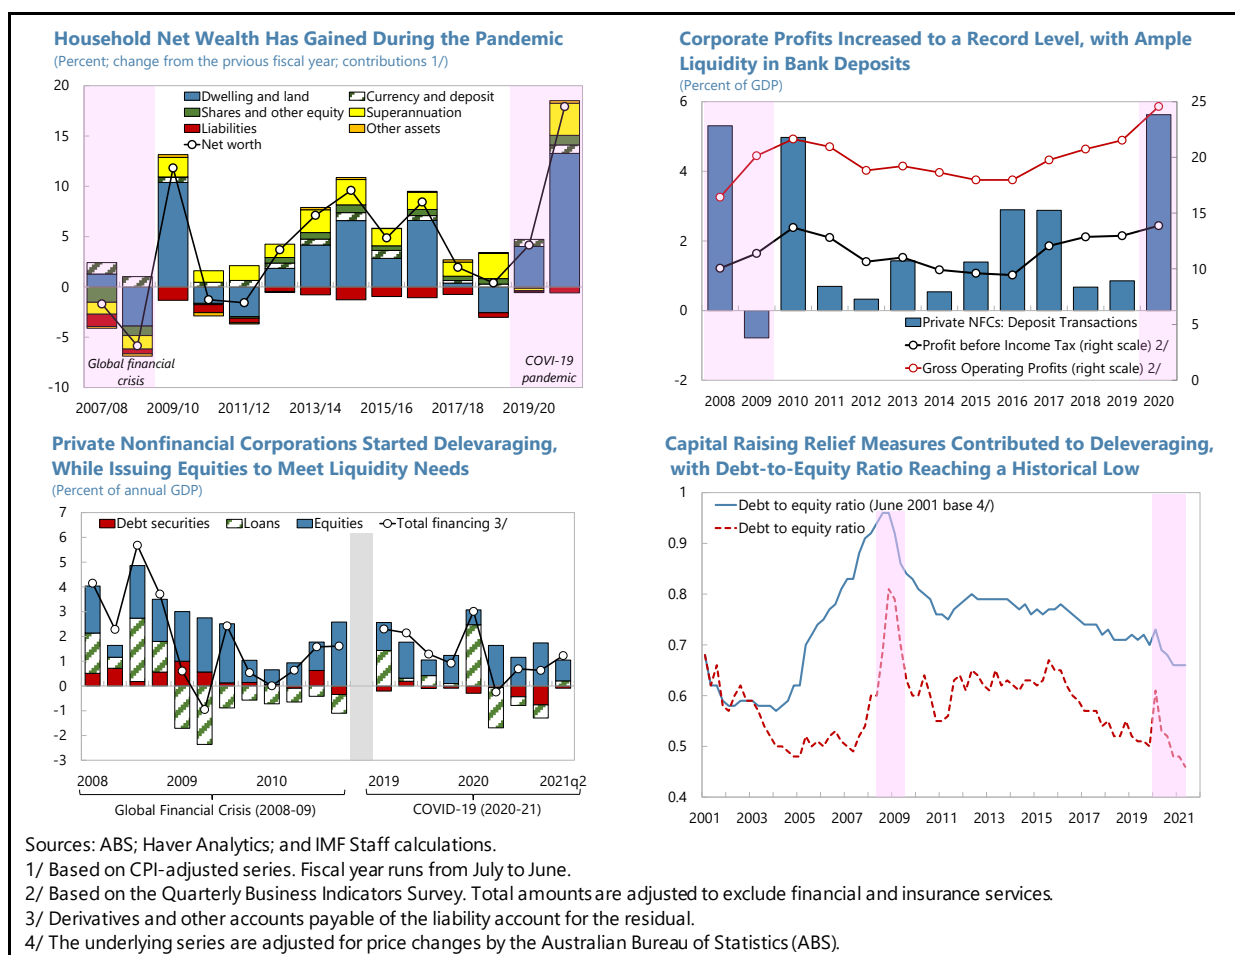 Household Net Wealth Has Gained During the Pandemic
(Percent; change from the prvious fiscal year; contributions 1/)
20
15
10
5
0
-5
-10
Dwelling and land
Currency and deposit
Shares and other equity
Superannuation
Liabilities
Other assets
Net worth
Global financial
crisis
COVI-19
pandemic
2007/08 2009/10 2011/12 2013/14 2015/16 2017/18 2019/20
Corporate Profits Increased to a Record Level, with Ample
Liquidity in Bank Deposits
(Percent of GDP)
6
4
2
0
-2
25
20
15
10
5
0
Private NFCs: Deposit Transactions
Profit before Income Tax (right scale) 2/
Gross Operating Profits (right scale) 2/
2008 2009 2010 2011 2012 2013 2014 2015 2016 2017 2018 2019 2020
Private Nonfinancial Corporations Started Delevaraging,
While Issuing Equities to Meet Liquidity Needs
(Percent of annual GDP)
7
6
5
4
3
2
1
0
-1
-2
-3
Debt securities
Loans
Equities
Total financing 3/
2008 2009 2010 2019 2020 2021q2
Global Financial Crisis (2008-09)
COVID-19 (2020-21)
Capital Raising Relief Measures Contributed to Deleveraging,
with Debt-to-Equity Ratio Reaching a Historical Low
1
0.9
0.8
0.7
0.6
0.5
0.4
Debt to equity ratio (June 2001 base 4/)
Debt to equity ratio
2001 2003 2005 2007 2009 2011 2013 2015 2017 2019 2021
Sources: ABS; Haver Analytics; and IMF Staff calculations.
1/ Based on CPI-adjusted series. Fiscal year runs from July to June.
2/ Based on the Quarterly Business Indicators Survey. Total amounts are adjusted to exclude financial and insurance services.
3/ Derivatives and other accounts payable of the liability account for the residual.
4/ The underlying series are adjusted for price changes by the Australian Bureau of Statistics (ABS).